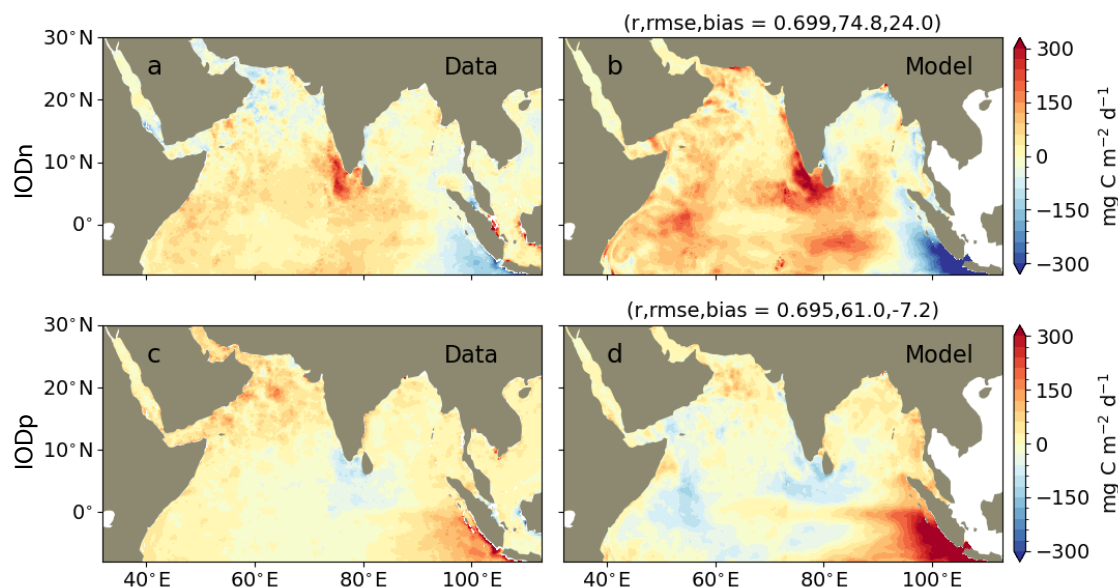 (r,rmse,bias = 0.699,74.8,24.0)
30°N
20°N
10°N
0°
IODn
a
Data
b
Model
300
150
0
−150
−300
mg C m⁻² d⁻¹
(r,rmse,bias = 0.695,61.0,-7.2)
30°N
20°N
10°N
0°
IODp
c
Data
d
Model
300
150
0
−150
−300
mg C m⁻² d⁻¹
40°E
60°E
80°E
100°E
40°E
60°E
80°E
100°E